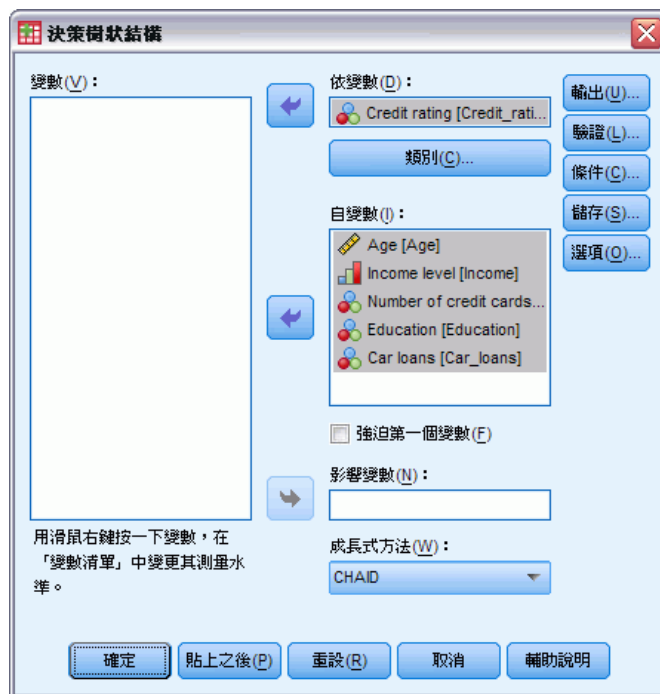 決策樹狀結構
變數(V)：
用滑鼠右鍵按一下變數，在
「變數清單」中變更其測量水
準。
依變數(D)：
Credit rating [Credit_rati...
類別(C)...
自變數(I)：
Age [Age]
Income level [Income]
Number of credit cards...
Education [Education]
Car loans [Car_loans]
強迫第一個變數(F)
影響變數(N)：
成長式方法(W)：
CHAID
輸出(U)...
驗證(L)...
條件(C)...
儲存(S)...
選項(O)...
確定
貼上之後(P)
重設(R)
取消
輔助說明